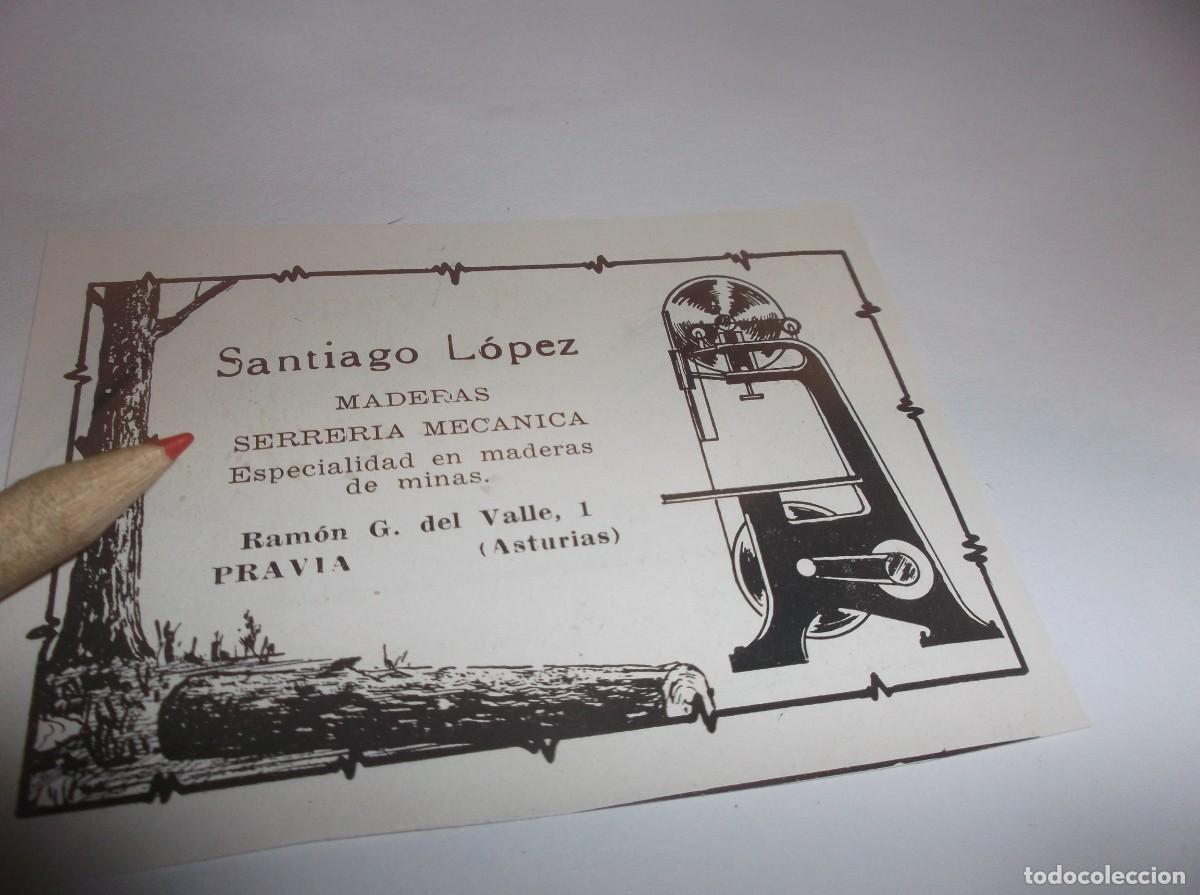 Santiago López
MADERAS
SERRERIA MECANICA
Especialidad en maderas
de minas.
Ramón G. del Valle, 1
PRAVIA (Asturias)
todocoleccion